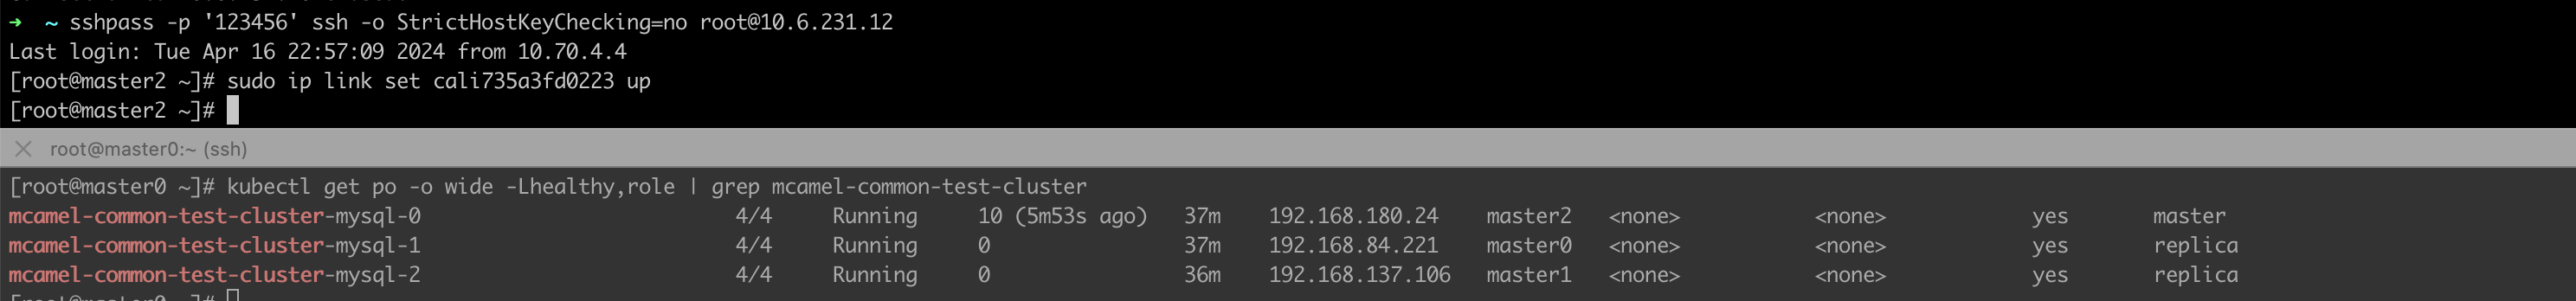 ➜  ~ sshpass -p '123456' ssh -o StrictHostKeyChecking=no root@10.6.231.12
Last login: Tue Apr 16 22:57:09 2024 from 10.70.4.4
[root@master2 ~]# sudo ip link set cali735a3fd0223 up
[root@master2 ~]#
root@master0:~ (ssh)
[root@master0 ~]# kubectl get po -o wide -Lhealthy,role | grep mcamel-common-test-cluster
mcamel-common-test-cluster-mysql-0 4/4 Running 10 (5m53s ago) 37m 192.168.180.24 master2 <none> <none> yes master
mcamel-common-test-cluster-mysql-1 4/4 Running 0 37m 192.168.84.221 master0 <none> <none> yes replica
mcamel-common-test-cluster-mysql-2 4/4 Running 0 36m 192.168.137.106 master1 <none> <none> yes replica
[root@master0 ~]#